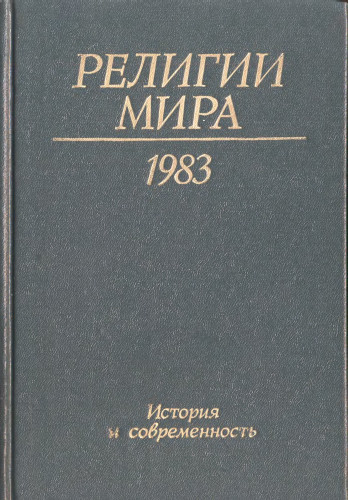 РЕЛИГИИ
МИРА
1983
История
и современность